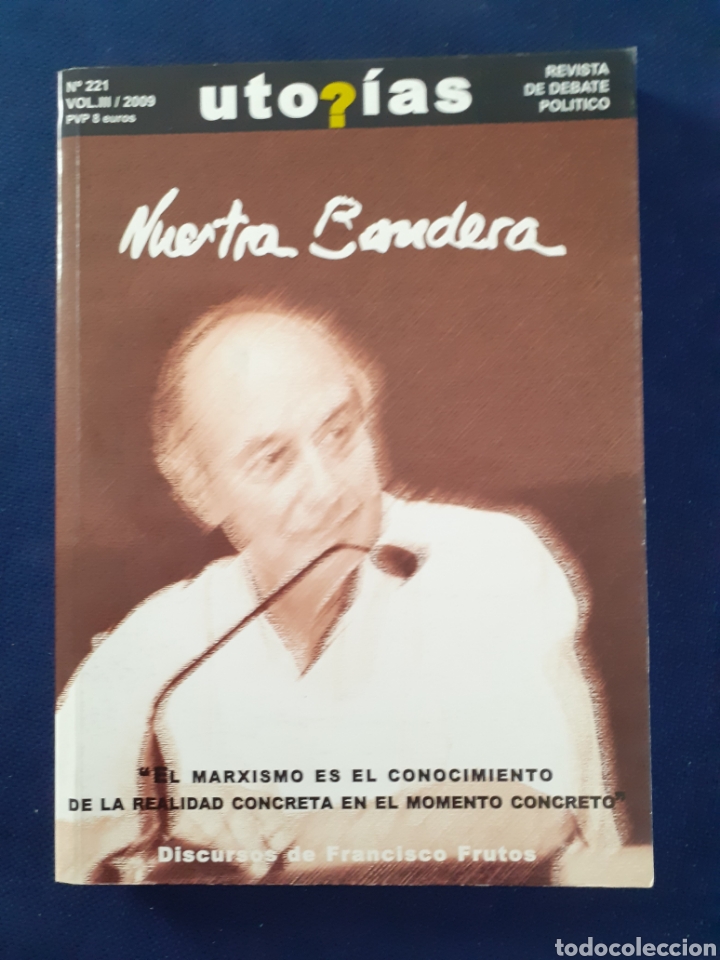 Nº 221
VOL.III / 2009
PVP 8 euros
uto?ías
REVISTA
DE DEBATE
POLITICO
Nuestra Bandera
"EL MARXISMO ES EL CONOCIMIENTO
DE LA REALIDAD CONCRETA EN EL MOMENTO CONCRETO"
Discursos de Francisco Frutos
todocoleccion